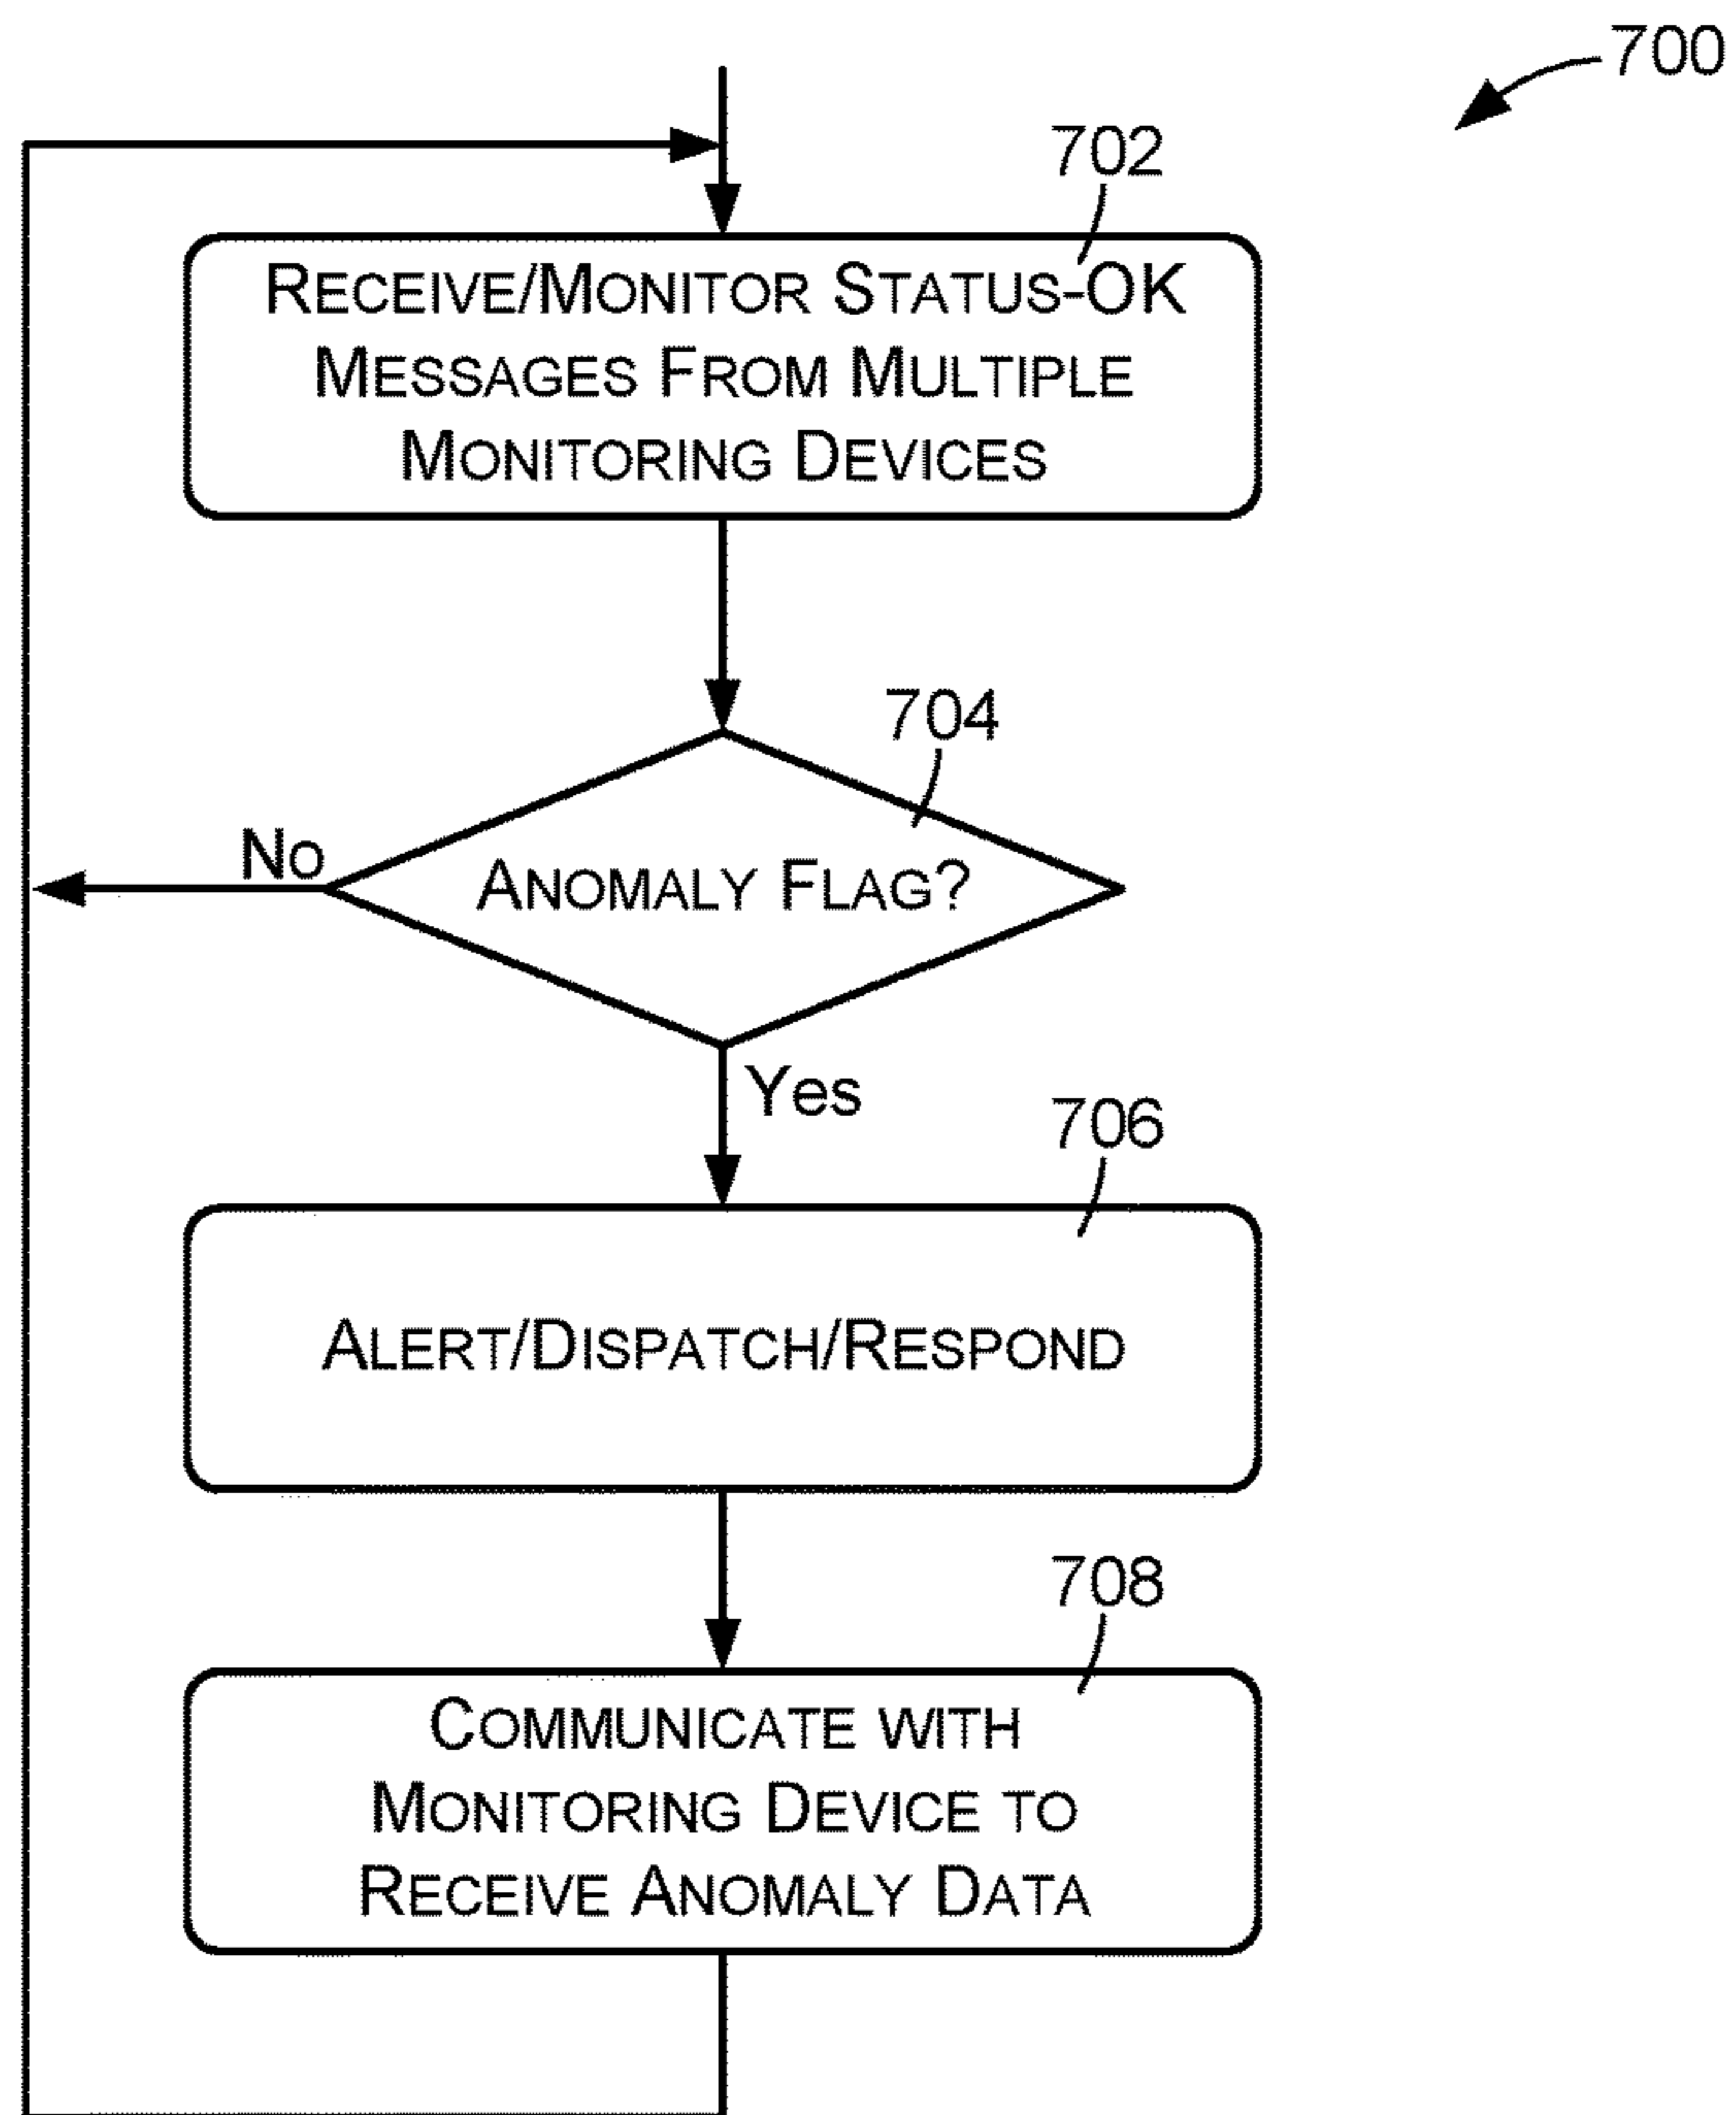 700
702
RECEIVE/MONITOR STATUS-OK
MESSAGES FROM MULTIPLE
MONITORING DEVICES
704
No
ANOMALY FLAG?
Yes
706
ALERT/DISPATCH/RESPOND
708
COMMUNICATE WITH
MONITORING DEVICE TO
RECEIVE ANOMALY DATA